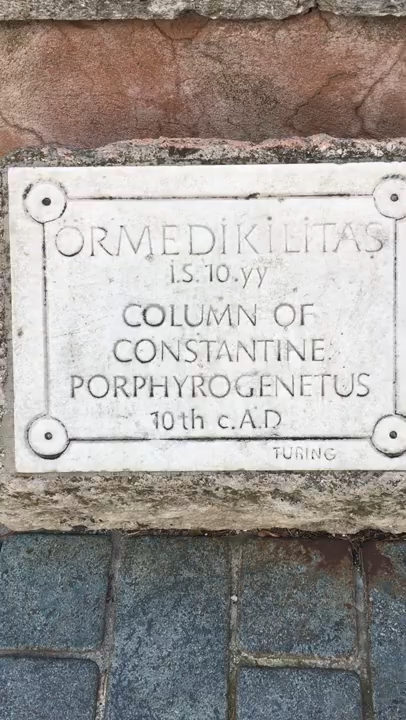 ÖRMEDİKİLİTAŞ
İ.S. 10.yy
COLUMN OF
CONSTANTINE
PORPHYROGENETUS
10th c.A.D
TURING